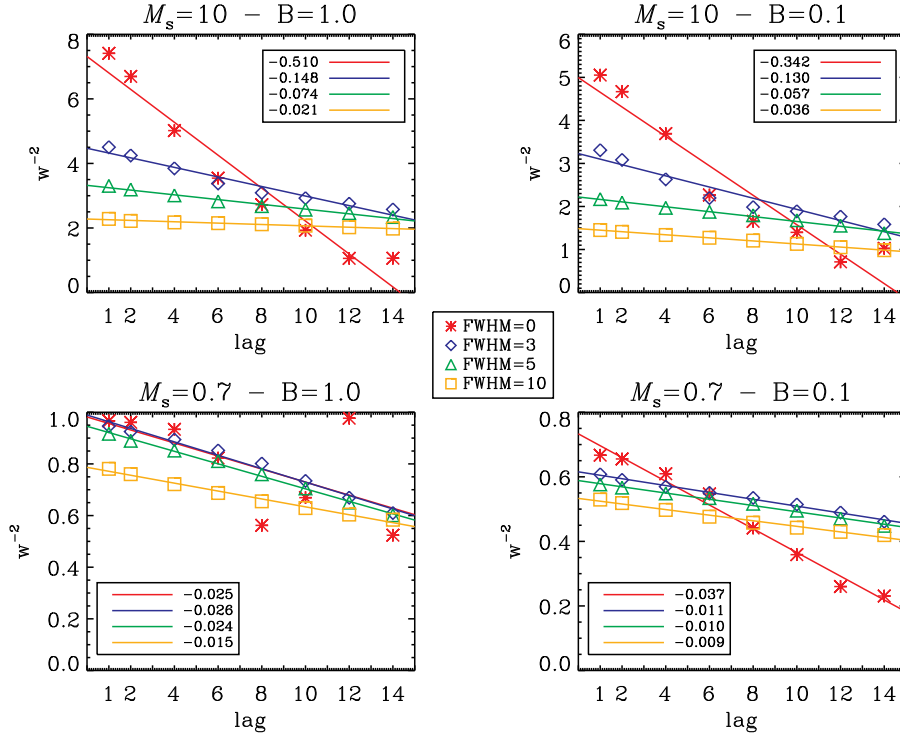 Ms=10 – B=1.0
8
6
4
2
0
w-2
-0.510
-0.148
-0.074
-0.021
1 2 4 6 8 10 12 14
lag
Ms=10 – B=0.1
6
5
4
3
2
1
0
w-2
-0.342
-0.130
-0.057
-0.036
1 2 4 6 8 10 12 14
lag
FWHM=0
FWHM=3
FWHM=5
FWHM=10
Ms=0.7 – B=1.0
1.0
0.8
0.6
0.4
0.2
0.0
w-2
-0.025
-0.026
-0.024
-0.015
1 2 4 6 8 10 12 14
lag
Ms=0.7 – B=0.1
0.8
0.6
0.4
0.2
0.0
w-2
-0.037
-0.011
-0.010
-0.009
1 2 4 6 8 10 12 14
lag